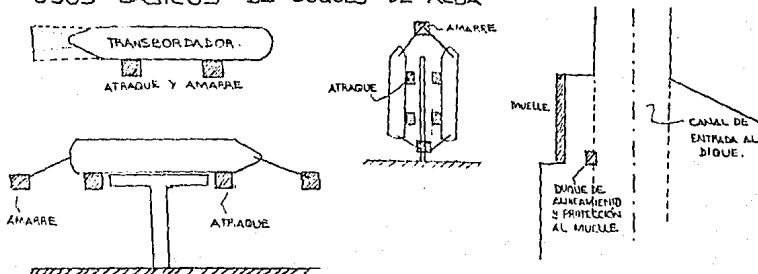 USOS BÁSICOS DE DUQUES DE ALBA
TRANSBORDADOR.
ATRAQUE Y AMARRE
AMARRE
ATRAQUE
AMARRE
ATRAQUE
MUELLE
CANAL DE
ENTRADA AL
DIQUE.
DUQUE DE
ALINEAMIENTO
Y PROTECCIÓN
AL MUELLE